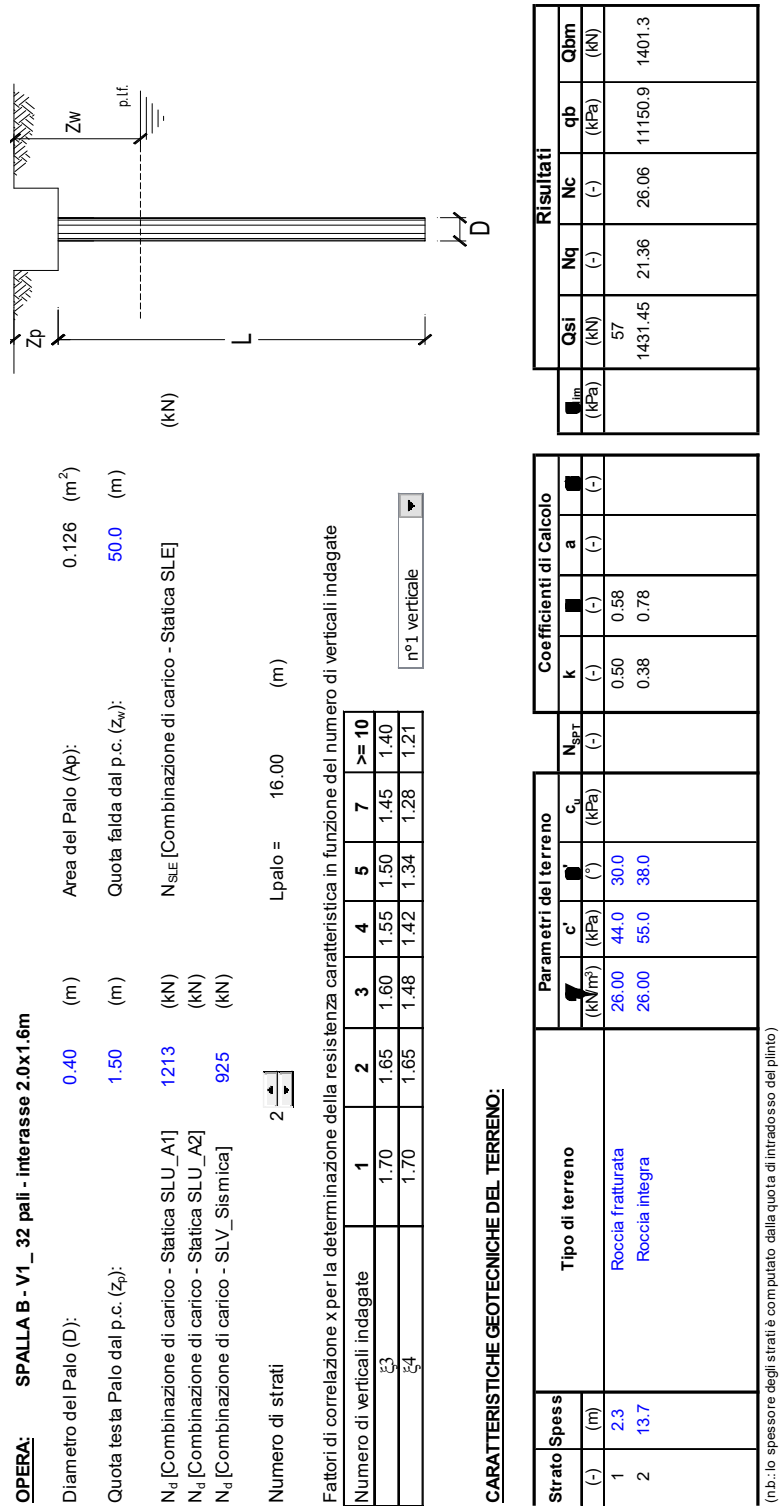 OPERA: SPALLA B - V1_ 32 pali - interasse 2.0x1.6m
Diametro del Palo (D): 0.40 (m) Area del Palo (Ap): 0.126 (m²)
Quota testa Palo dal p.c. (zp): 1.50 (m) Quota falda dal p.c. (zw): 50.0 (m)
Nd [Combinazione di carico - Statica SLU_A1] 1213 (kN) NSLE [Combinazione di carico - Statica SLE] (kN)
Nd [Combinazione di carico - Statica SLU_A2] (kN)
Nd [Combinazione di carico - SLV_Sismica] 925 (kN)
Numero di strati 2 Lpalo = 16.00 (m)
Zp
L
Zw
p.l.f.
D
Fattori di correlazione x per la determinazione della resistenza caratteristica in funzione del numero di verticali indagate
Numero di verticali indagate 1 2 3 4 5 7 >= 10
ξ3 1.70 1.65 1.60 1.55 1.50 1.45 1.40
ξ4 1.70 1.65 1.48 1.42 1.34 1.28 1.21
n°1 verticale
CARATTERISTICHE GEOTECNICHE DEL TERRENO:
Strato Spess Tipo di terreno Parametri del terreno Coefficienti di Calcolo Risultati
c' cu NSPT k a Qsi Nq Nc qb Qbm
(-) (m) (kN/m³) (kPa) (°) (kPa) (-) (-) (-) (-) (-) (kPa) (kN) (-) (-) (kPa) (kN)
1 2.3 Roccia fratturata 26.00 44.0 30.0 0.50 0.58 57
2 13.7 Roccia integra 26.00 55.0 38.0 0.38 0.78 1431.45 21.36 26.06 11150.9 1401.3
(n.b.: lo spessore degli strati è computato dalla quota di intradosso del plinto)